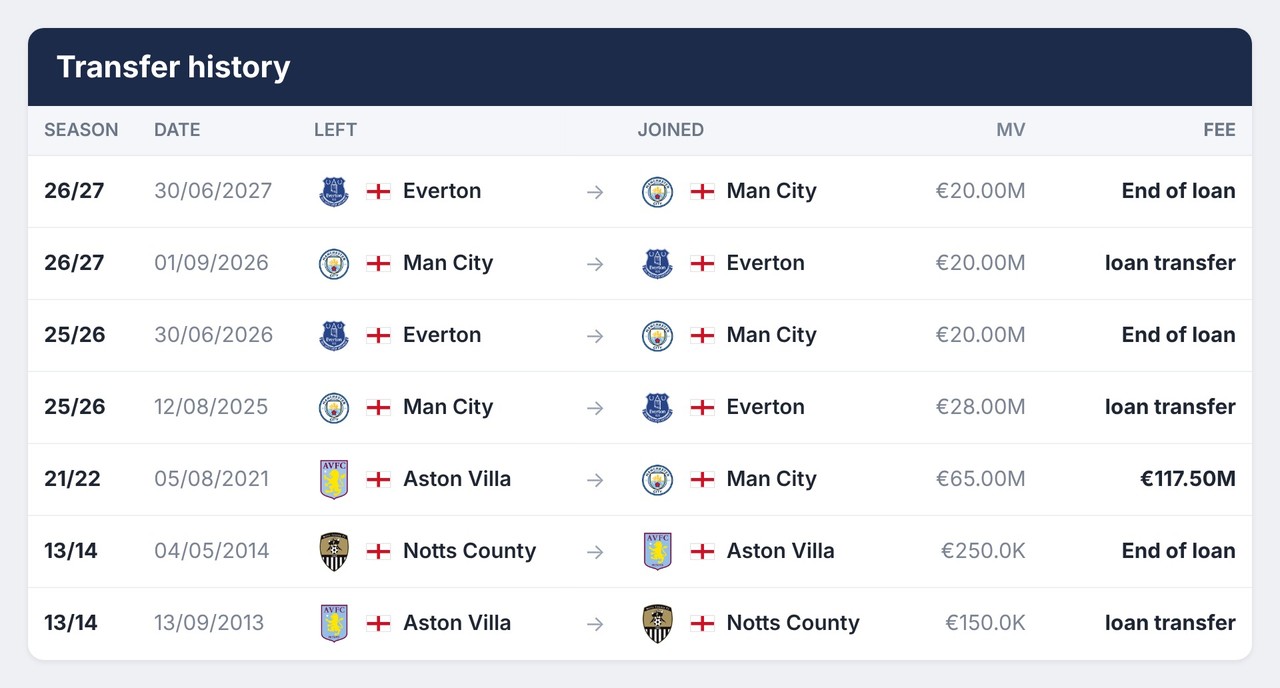 Transfer history
SEASON DATE LEFT JOINED MV FEE
26/27 30/06/2027 Everton → Man City €20.00M End of loan
26/27 01/09/2026 Man City → Everton €20.00M loan transfer
25/26 30/06/2026 Everton → Man City €20.00M End of loan
25/26 12/08/2025 Man City → Everton €28.00M loan transfer
21/22 05/08/2021 Aston Villa → Man City €65.00M €117.50M
13/14 04/05/2014 Notts County → Aston Villa €250.0K End of loan
13/14 13/09/2013 Aston Villa → Notts County €150.0K loan transfer